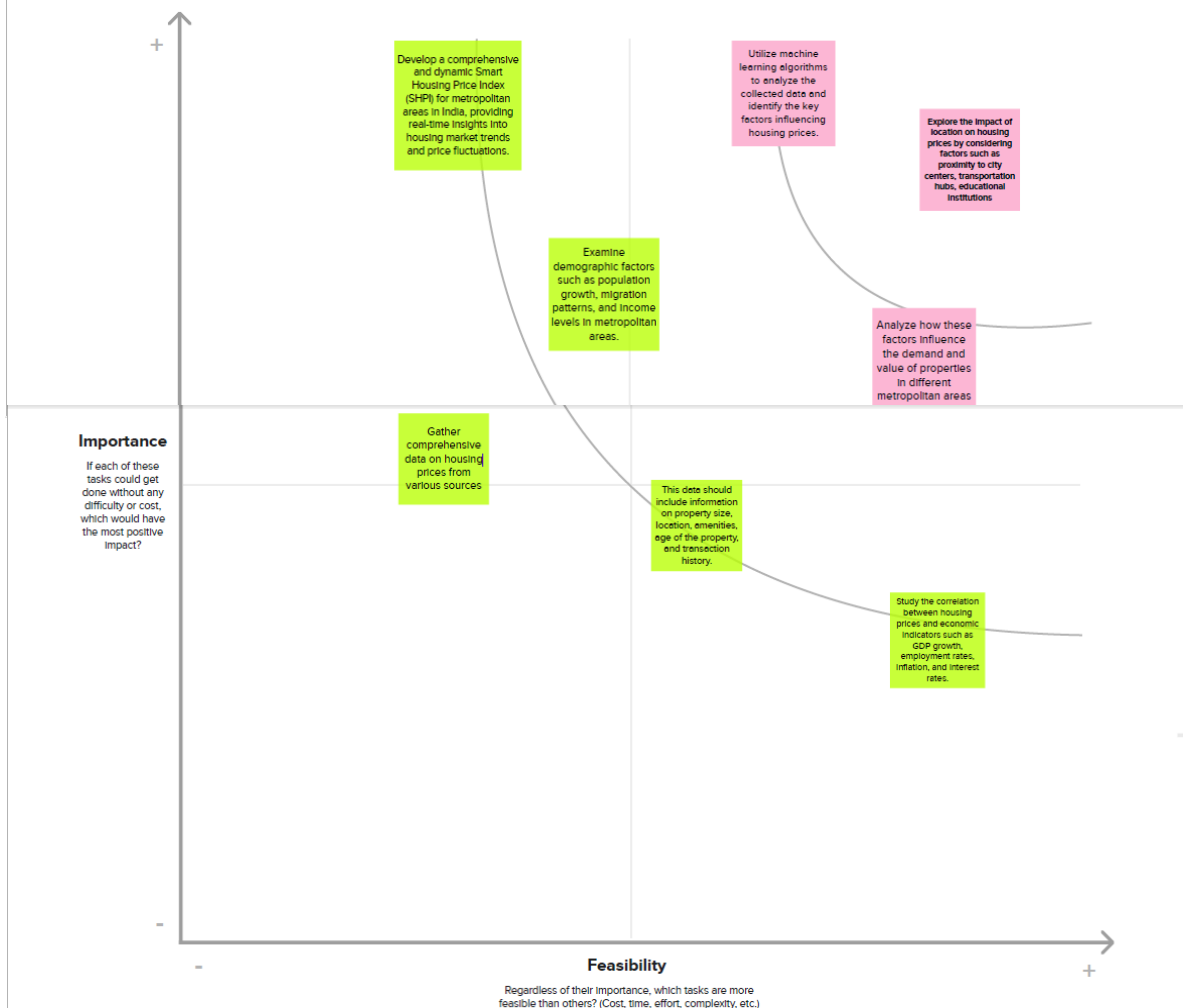 +
Develop a comprehensive
and dynamic Smart
Housing Price Index
(SHPI) for metropolitan
areas in India, providing
real-time insights into
housing market trends
and price fluctuations.
Utilize machine
learning algorithms
to analyze the
collected data and
identify the key
factors influencing
housing prices.
Explore the impact of
location on housing
prices by considering
factors such as
proximity to city
centers, transportation
hubs, educational
institutions
Examine
demographic factors
such as population
growth, migration
patterns, and income
levels in metropolitan
areas.
Analyze how these
factors influence
the demand and
value of properties
in different
metropolitan areas
Importance
If each of these
tasks could get
done without any
difficulty or cost,
which would have
the most positive
impact?
Gather
comprehensive
data on housing
prices from
various sources
This data should
include information
on property size,
location, amenities,
age of the property,
and transaction
history.
Study the correlation
between housing
prices and economic
indicators such as
GDP growth,
employment rates,
inflation, and interest
rates.
-
-
Feasibility
+
Regardless of their importance, which tasks are more
feasible than others? (Cost, time, effort, complexity, etc.)